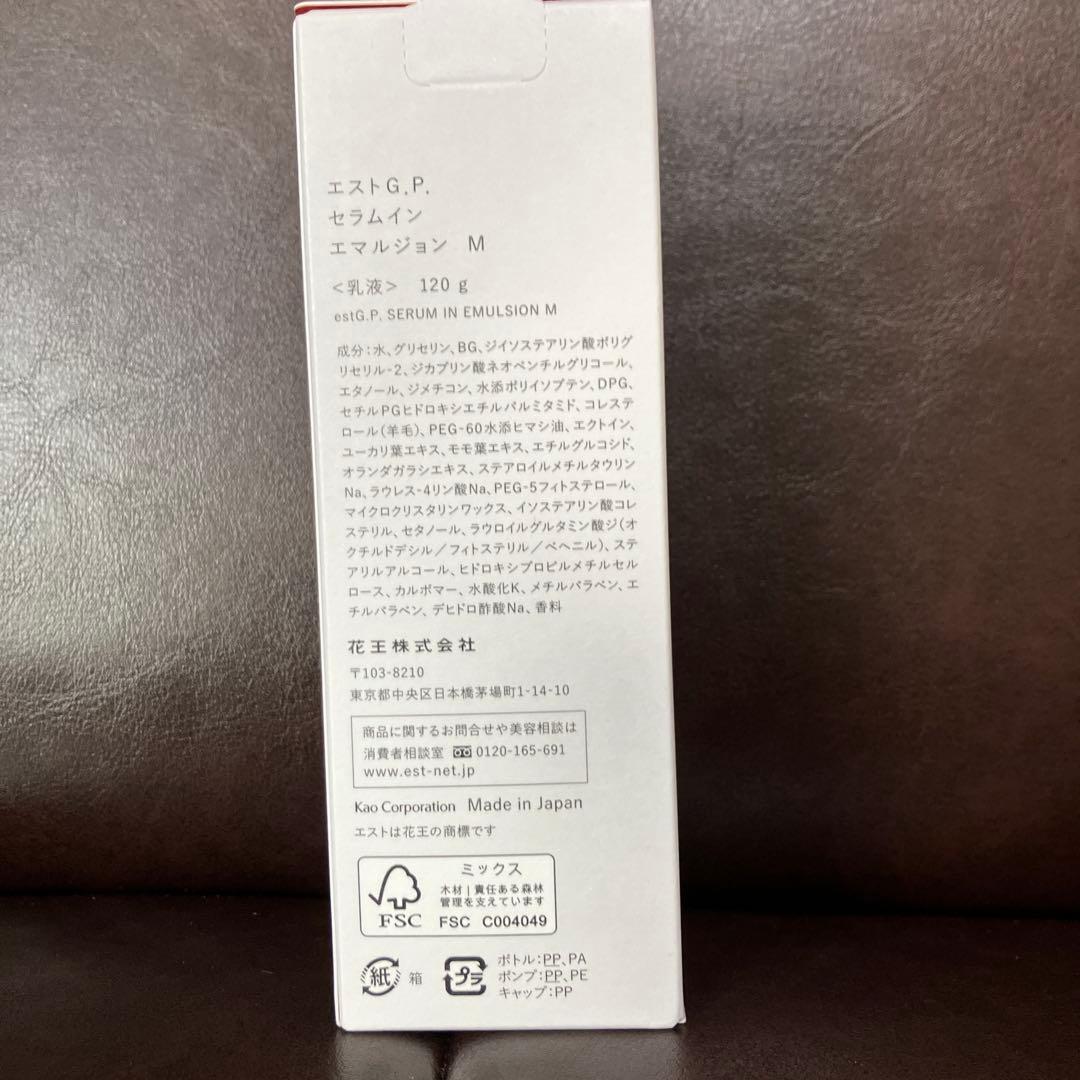 エストG.P.
セラムイン
エマルジョン M
<乳液> 120 g
estG.P. SERUM IN EMULSION M
成分:水、グリセリン、BG、ジイソステアリン酸ポリグ
リセリル-2、ジカプリン酸ネオペンチルグリコール、
エタノール、ジメチコン、水添ポリイソブテン、DPG、
セチルPGヒドロキシエチルパルミタミド、コレステ
ロール(羊毛)、PEG-60水添ヒマシ油、エクトイン、
ユーカリ葉エキス、モモ葉エキス、エチルグルコシド、
オランダガラシエキス、ステアロイルメチルタウリン
Na、ラウレス-4リン酸Na、PEG-5フィトステロール、
マイクロクリスタリンワックス、イソステアリン酸コレ
ステリル、セタノール、ラウロイルグルタミン酸ジ(オ
クチルドデシル/フィトステリル/ベヘニル)、ステ
アリルアルコール、ヒドロキシプロピルメチルセル
ロース、カルボマー、水酸化K、メチルパラベン、エ
チルパラベン、デヒドロ酢酸Na、香料
花王株式会社
〒103-8210
東京都中央区日本橋茅場町1-14-10
商品に関するお問合せや美容相談は
消費者相談室 0120-165-691
www.est-net.jp
Kao Corporation Made in Japan
エストは花王の商標です
ミックス
木材|責任ある森林
管理を支えています
FSC FSC C004049
紙 箱
プラ
ボトル:PP、PA
ポンプ:PP、PE
キャップ:PP